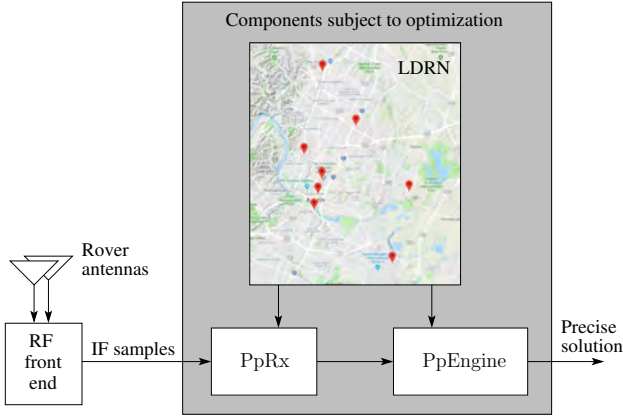 Components subject to optimization
LDRN
Rover
antennas
RF
front
end
IF samples
PpRx
PpEngine
Precise
solution